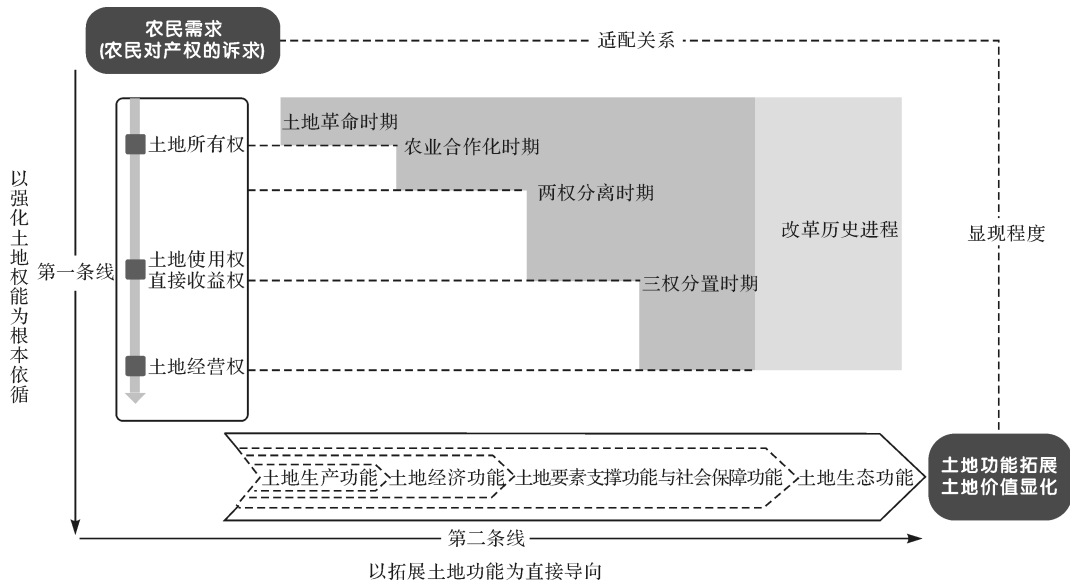 农民需求
(农民对产权的诉求)
适配关系
土地革命时期
土地所有权
农业合作化时期
两权分离时期
改革历史进程
显现程度
以强化土地权能为根本依循
第一条线
土地使用权
直接收益权
三权分置时期
土地经营权
土地生产功能
土地经济功能
土地要素支撑功能与社会保障功能
土地生态功能
土地功能拓展
土地价值显化
第二条线
以拓展土地功能为直接导向